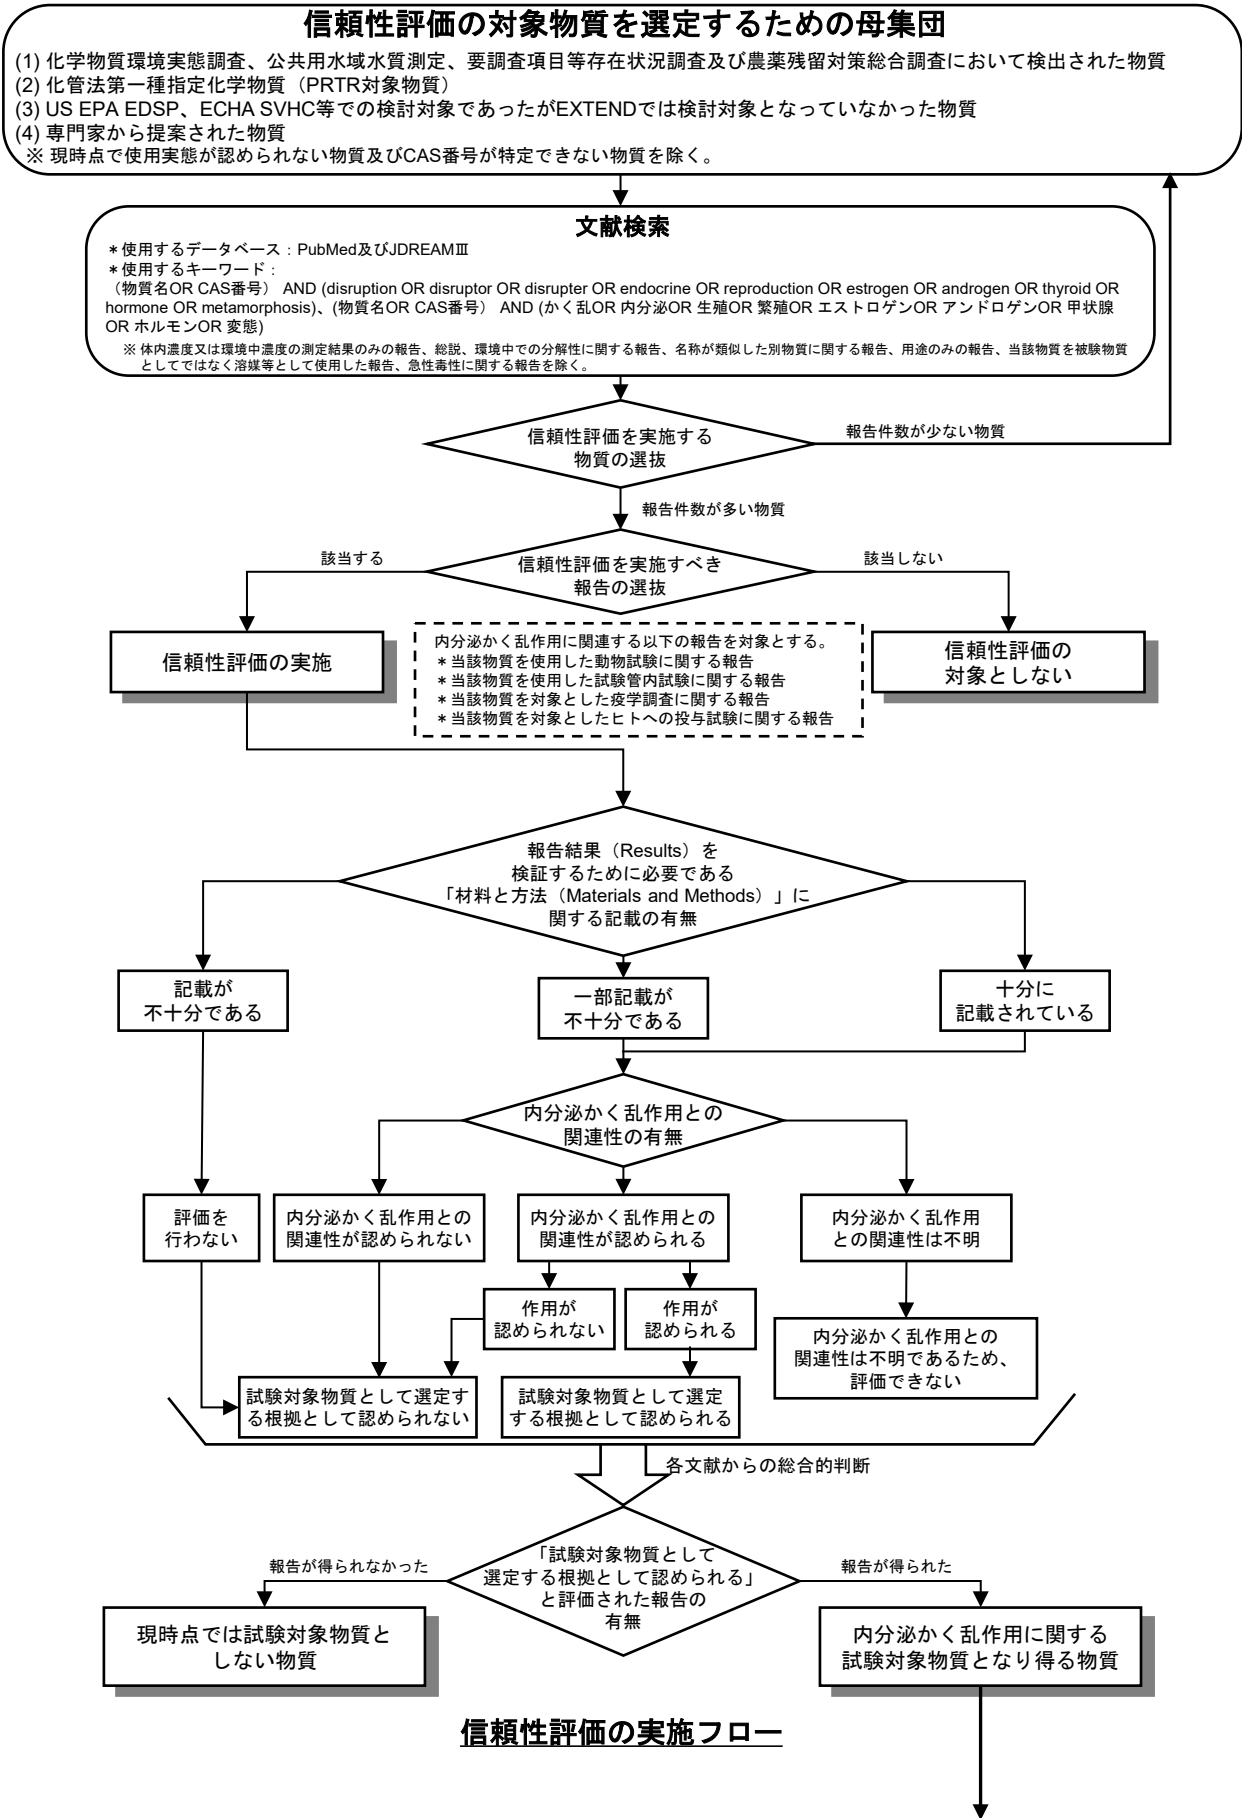 信頼性評価の対象物質を選定するための母集団
(1) 化学物質環境実態調査、公共用水域水質測定、要調査項目等存在状況調査及び農薬残留対策総合調査において検出された物質
(2) 化管法第一種指定化学物質（PRTR対象物質）
(3) US EPA EDSP、ECHA SVHC等での検討対象であったがEXTENDでは検討対象となっていなかった物質
(4) 専門家から提案された物質
※ 現時点で使用実態が認められない物質及びCAS番号が特定できない物質を除く。
文献検索
＊使用するデータベース：PubMed及びJDREAMⅢ
＊使用するキーワード：
（物質名OR CAS番号） AND (disruption OR disruptor OR disrupter OR endocrine OR reproduction OR estrogen OR androgen OR thyroid OR
hormone OR metamorphosis)、(物質名OR CAS番号） AND (かく乱OR 内分泌OR 生殖OR 繁殖OR エストロゲンOR アンドロゲンOR 甲状腺
OR ホルモンOR 変態)
※ 体内濃度又は環境中濃度の測定結果のみの報告、総説、環境中での分解性に関する報告、名称が類似した別物質に関する報告、用途のみの報告、当該物質を被験物質
としてではなく溶媒等として使用した報告、急性毒性に関する報告を除く。
信頼性評価を実施する
物質の選抜
報告件数が少ない物質
報告件数が多い物質
該当する
信頼性評価を実施すべき
報告の選抜
該当しない
信頼性評価の実施
内分泌かく乱作用に関連する以下の報告を対象とする。
＊当該物質を使用した動物試験に関する報告
＊当該物質を使用した試験管内試験に関する報告
＊当該物質を対象とした疫学調査に関する報告
＊当該物質を対象としたヒトへの投与試験に関する報告
信頼性評価の
対象としない
報告結果（Results）を
検証するために必要である
「材料と方法（Materials and Methods）」に
関する記載の有無
記載が
不十分である
一部記載が
不十分である
十分に
記載されている
内分泌かく乱作用との
関連性の有無
評価を
行わない
内分泌かく乱作用との
関連性が認められない
内分泌かく乱作用との
関連性が認められる
内分泌かく乱作用
との関連性は不明
作用が
認められない
作用が
認められる
内分泌かく乱作用との
関連性は不明であるため、
評価できない
試験対象物質として選定す
る根拠として認められない
試験対象物質として選定
する根拠として認められる
各文献からの総合的判断
「試験対象物質として
選定する根拠として認められる」
と評価された報告の
有無
報告が得られなかった
報告が得られた
現時点では試験対象物質と
しない物質
内分泌かく乱作用に関する
試験対象物質となり得る物質
信頼性評価の実施フロー